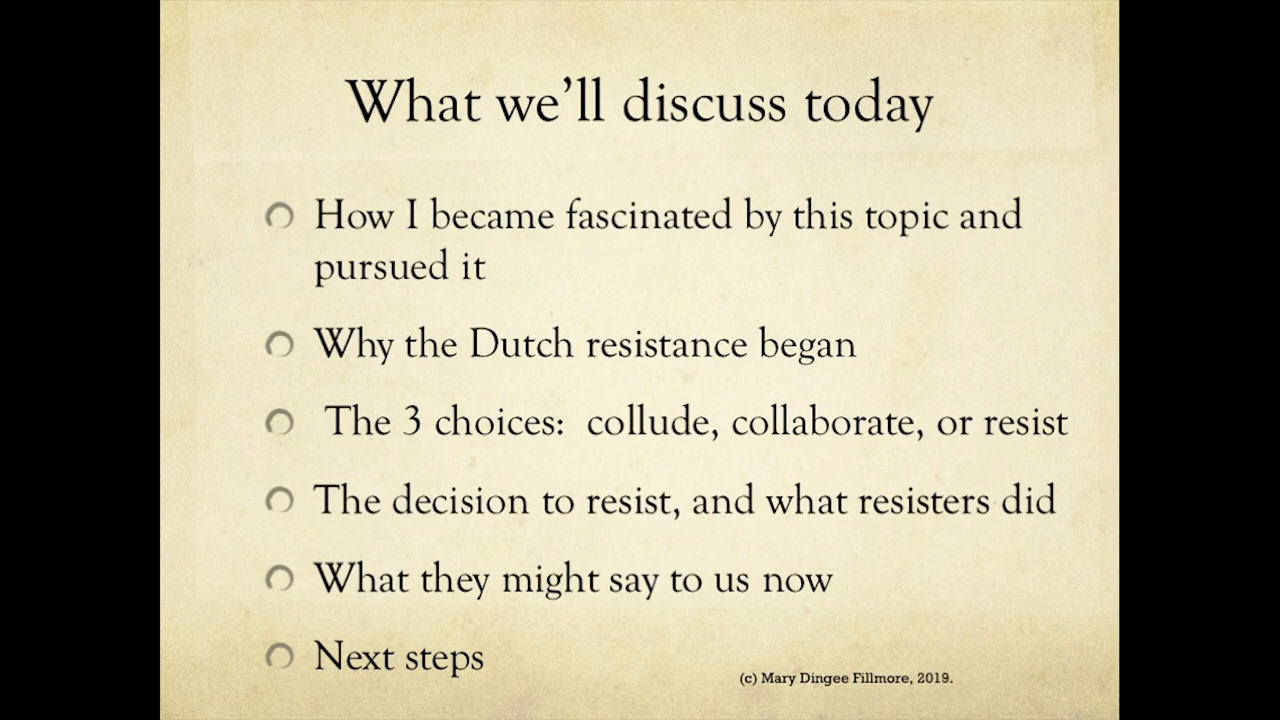 What we'll discuss today
How I became fascinated by this topic and
pursued it
Why the Dutch resistance began
The 3 choices:  collude, collaborate, or resist
The decision to resist, and what resisters did
What they might say to us now
Next steps
(c) Mary Dingee Fillmore, 2019.